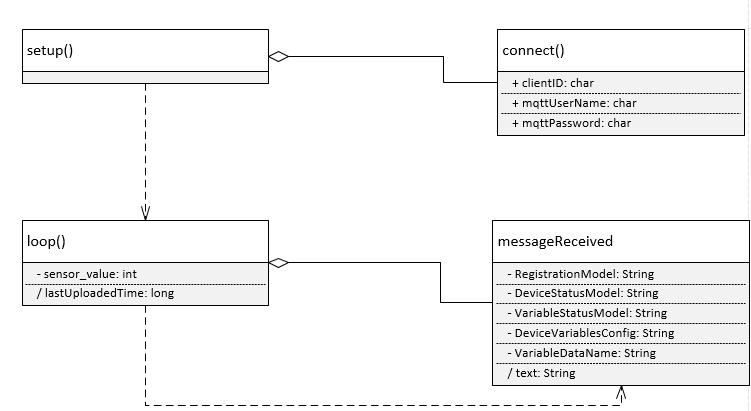 setup()
connect()
+ clientID: char
+ mqttUserName: char
+ mqttPassword: char
loop()
- sensor_value: int
/ lastUploadedTime: long
messageReceived
- RegistrationModel: String
- DeviceStatusModel: String
- VariableStatusModel: String
- DeviceVariablesConfig: String
- VariableDataName: String
/ text: String